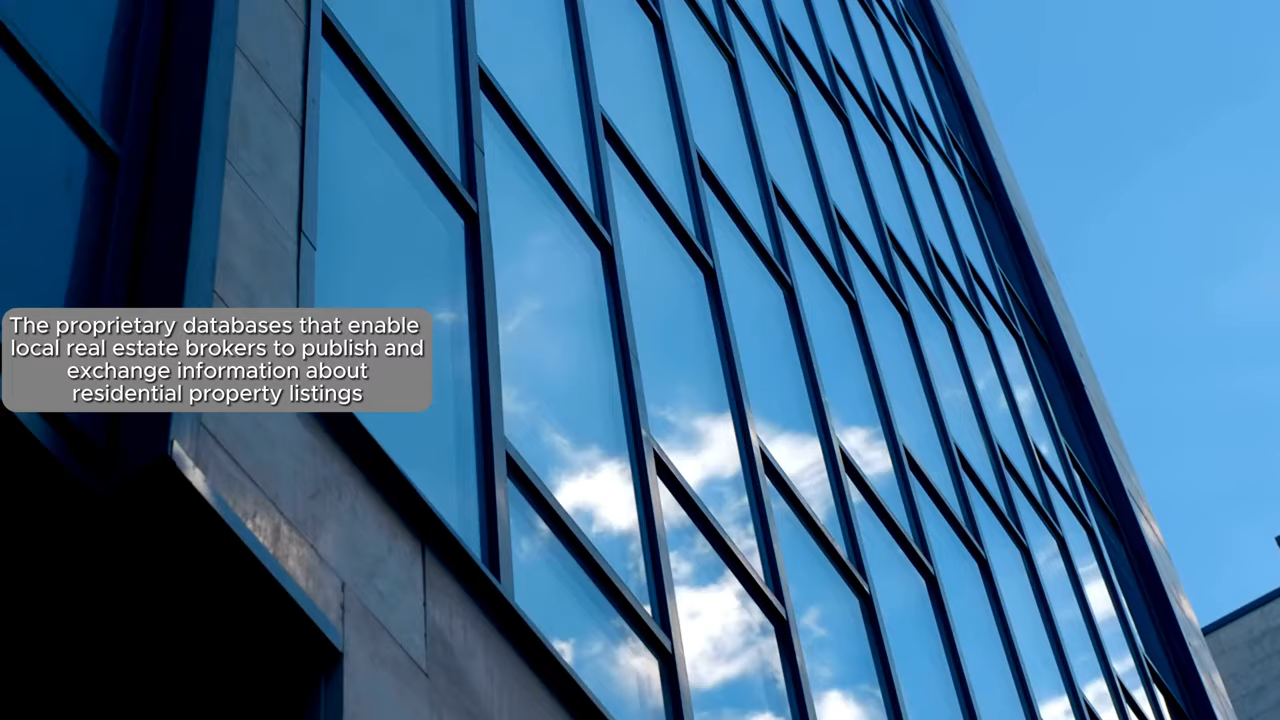 The proprietary databases that enable
local real estate brokers to publish and
exchange information about
residential property listings